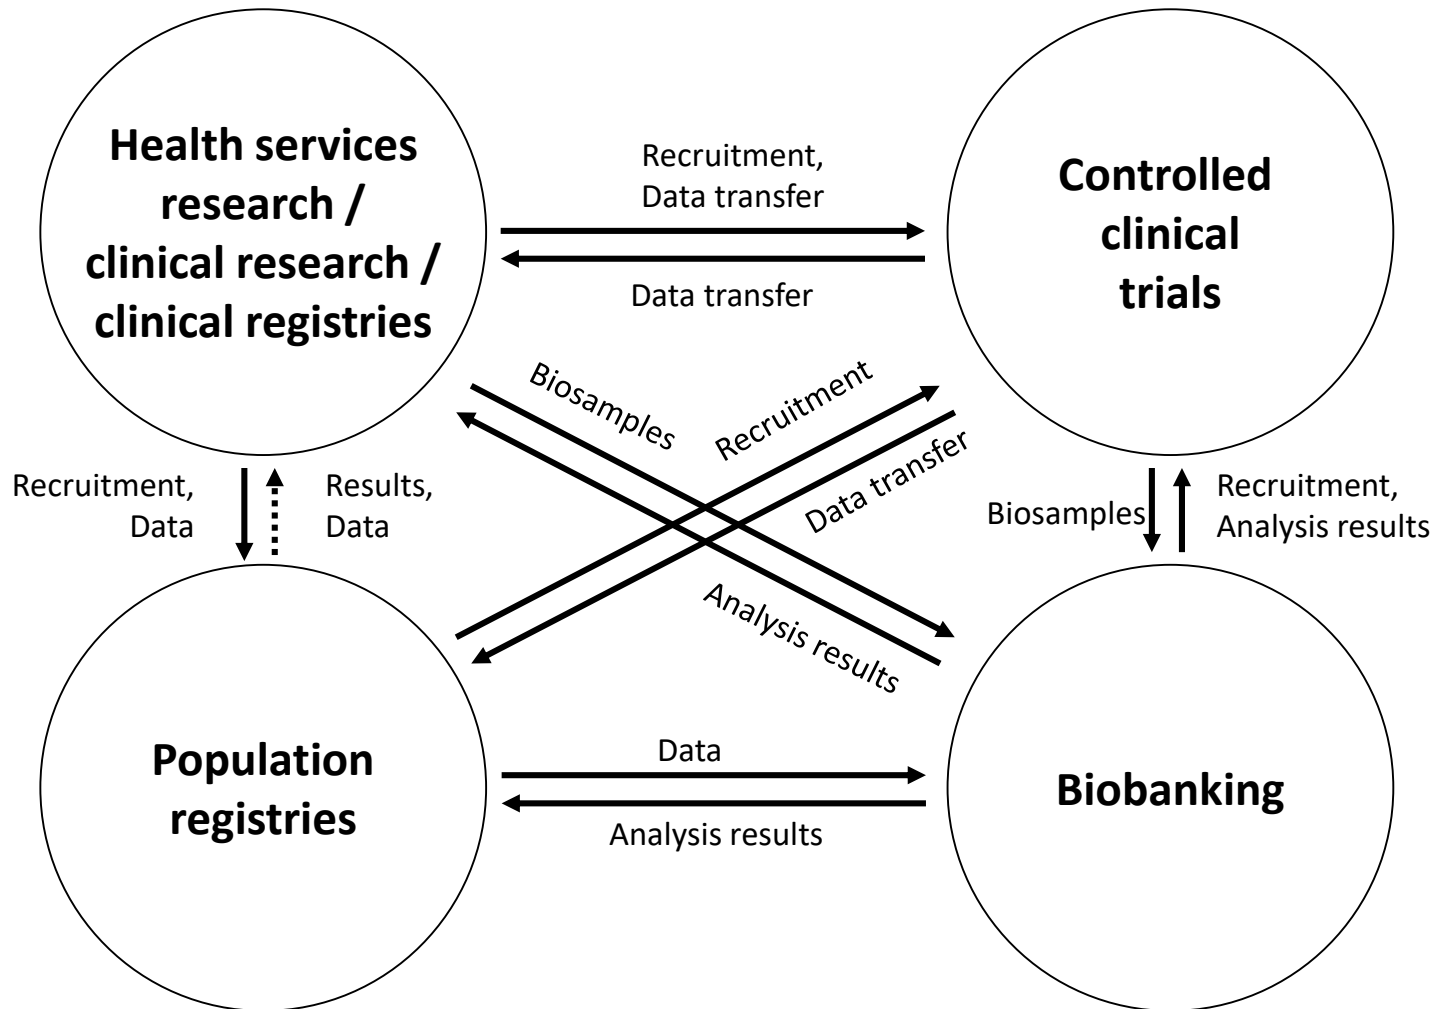 Health services
research /
clinical research /
clinical registries
Recruitment,
Data transfer
Data transfer
Controlled
clinical
trials
Biosamples
Recruitment
Data transfer
Analysis results
Recruitment,
Data
Results,
Data
Biosamples
Recruitment,
Analysis results
Population
registries
Data
Analysis results
Biobanking